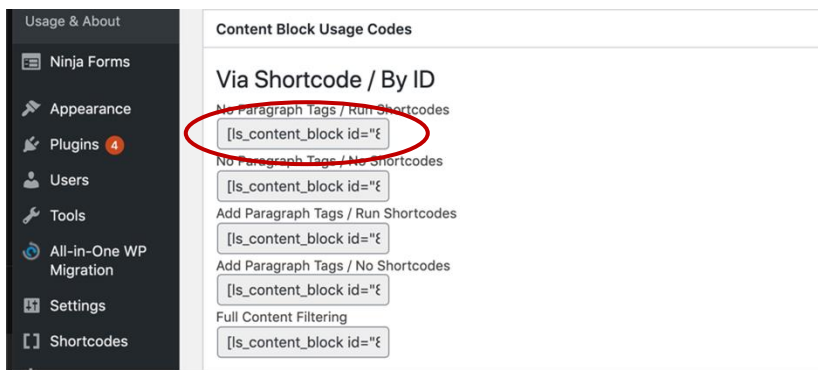 Usage & About
Ninja Forms
Appearance
Plugins 4
Users
Tools
All-in-One WP
Migration
Settings
Shortcodes
Content Block Usage Codes
Via Shortcode / By ID
No Paragraph Tags / Run Shortcodes
[ls_content_block id="
No Paragraph Tags / No Shortcodes
[ls_content_block id="
Add Paragraph Tags / Run Shortcodes
[ls_content_block id="
Add Paragraph Tags / No Shortcodes
[ls_content_block id="
Full Content Filtering
[ls_content_block id="